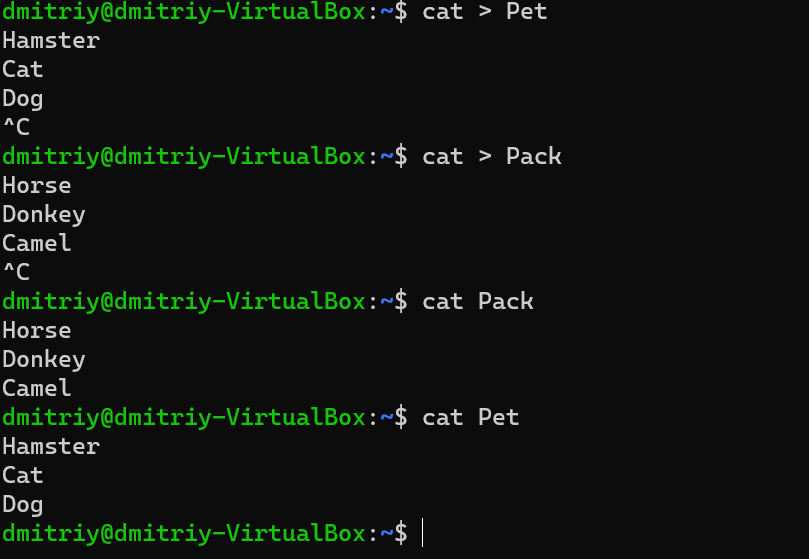 dmitriy@dmitriy-VirtualBox:~$ cat > Pet
Hamster
Cat
Dog
^C
dmitriy@dmitriy-VirtualBox:~$ cat > Pack
Horse
Donkey
Camel
^C
dmitriy@dmitriy-VirtualBox:~$ cat Pack
Horse
Donkey
Camel
dmitriy@dmitriy-VirtualBox:~$ cat Pet
Hamster
Cat
Dog
dmitriy@dmitriy-VirtualBox:~$